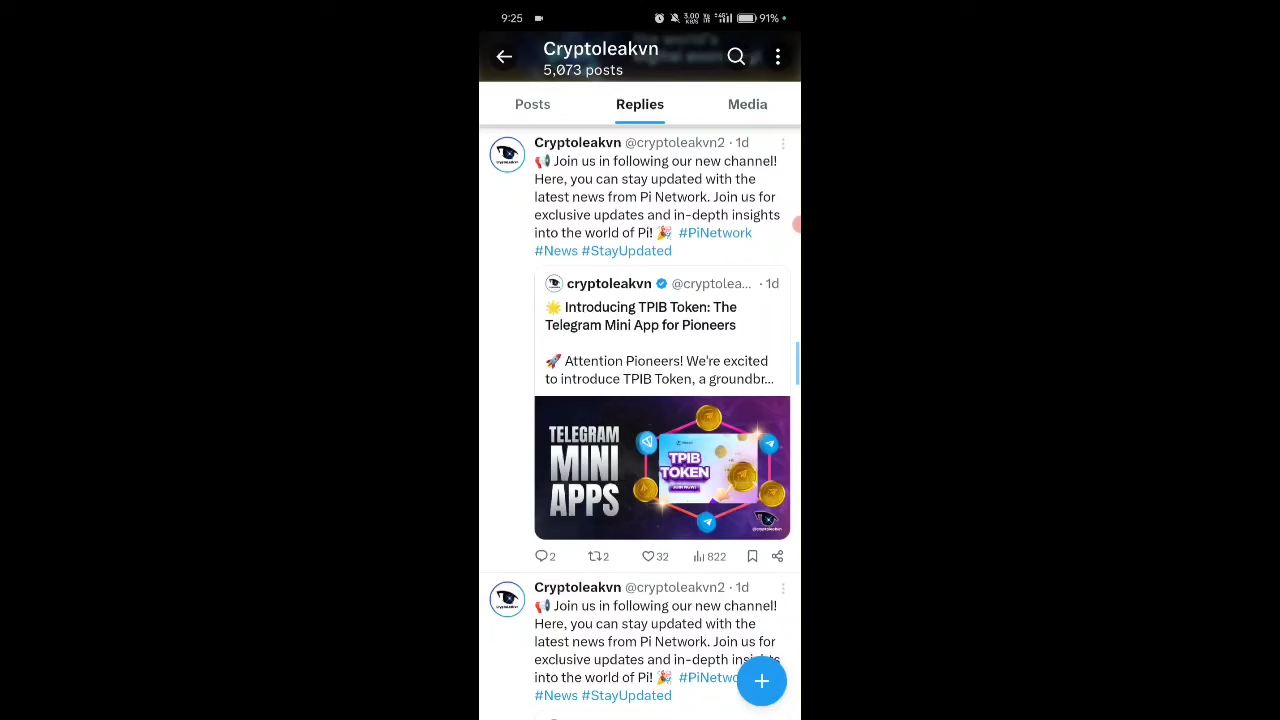 9:25 3.00 KB/S 91%
Cryptoleakvn
5,073 posts
Posts Replies Media
Cryptoleakvn @cryptoleakvn2 · 1d
📢 Join us in following our new channel!
Here, you can stay updated with the
latest news from Pi Network. Join us for
exclusive updates and in-depth insights
into the world of Pi! 🎉 #PiNetwork
#News #StayUpdated
cryptoleakvn @cryptolea... · 1d
🌟 Introducing TPIB Token: The
Telegram Mini App for Pioneers
🚀 Attention Pioneers! We're excited
to introduce TPIB Token, a groundbr...
TELEGRAM
MINI
APPS
TPIB
TOKEN
JOIN NOW!
@cryptoleakvn
2 2 32 822
Cryptoleakvn @cryptoleakvn2 · 1d
📢 Join us in following our new channel!
Here, you can stay updated with the
latest news from Pi Network. Join us for
exclusive updates and in-depth insights
into the world of Pi! 🎉 #PiNetwo
#News #StayUpdated